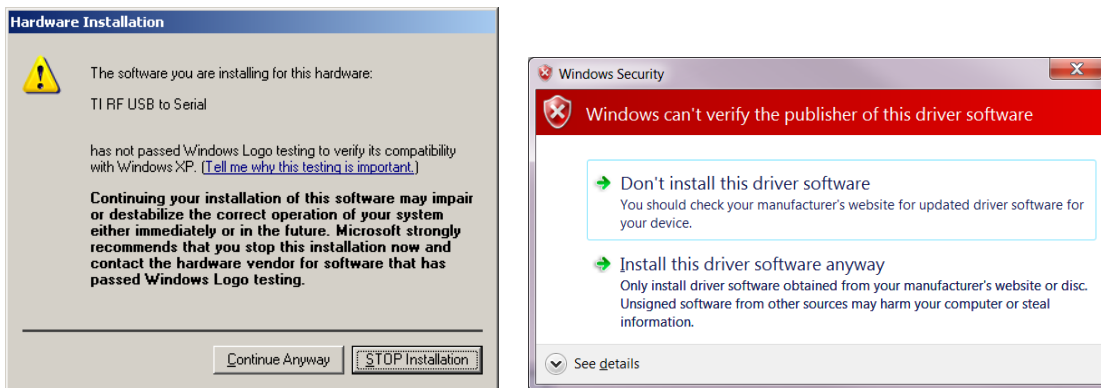 Hardware Installation
The software you are installing for this hardware:
TI RF USB to Serial
has not passed Windows Logo testing to verify its compatibility
with Windows XP. (Tell me why this testing is important.)
Continuing your installation of this software may impair
or destabilize the correct operation of your system
either immediately or in the future. Microsoft strongly
recommends that you stop this installation now and
contact the hardware vendor for software that has
passed Windows Logo testing.
Continue Anyway
STOP Installation
Windows Security
Windows can't verify the publisher of this driver software
Don't install this driver software
You should check your manufacturer's website for updated driver software for
your device.
Install this driver software anyway
Only install driver software obtained from your manufacturer's website or disc.
Unsigned software from other sources may harm your computer or steal
information.
See details